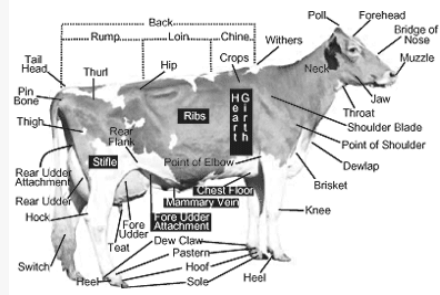 Back
Rump
Loin
Chine
Poll
Forehead
Bridge of
Nose
Muzzle
Withers
Crops
Tail
Head
Thurl
Hip
Neck
Jaw
Throat
Pin
Bone
Thigh
Ribs
Heart
Girth
Shoulder Blade
Point of Shoulder
Rear
Flank
Stifle
Point of Elbow
Dewlap
Brisket
Rear Udder
Attachment
Chest Floor
Mammary Vein
Rear Udder
Hock
Fore
Udder
Fore Udder
Attachment
Knee
Teat
Dew Claw
Pastern
Hoof
Sole
Switch
Heel
Heel